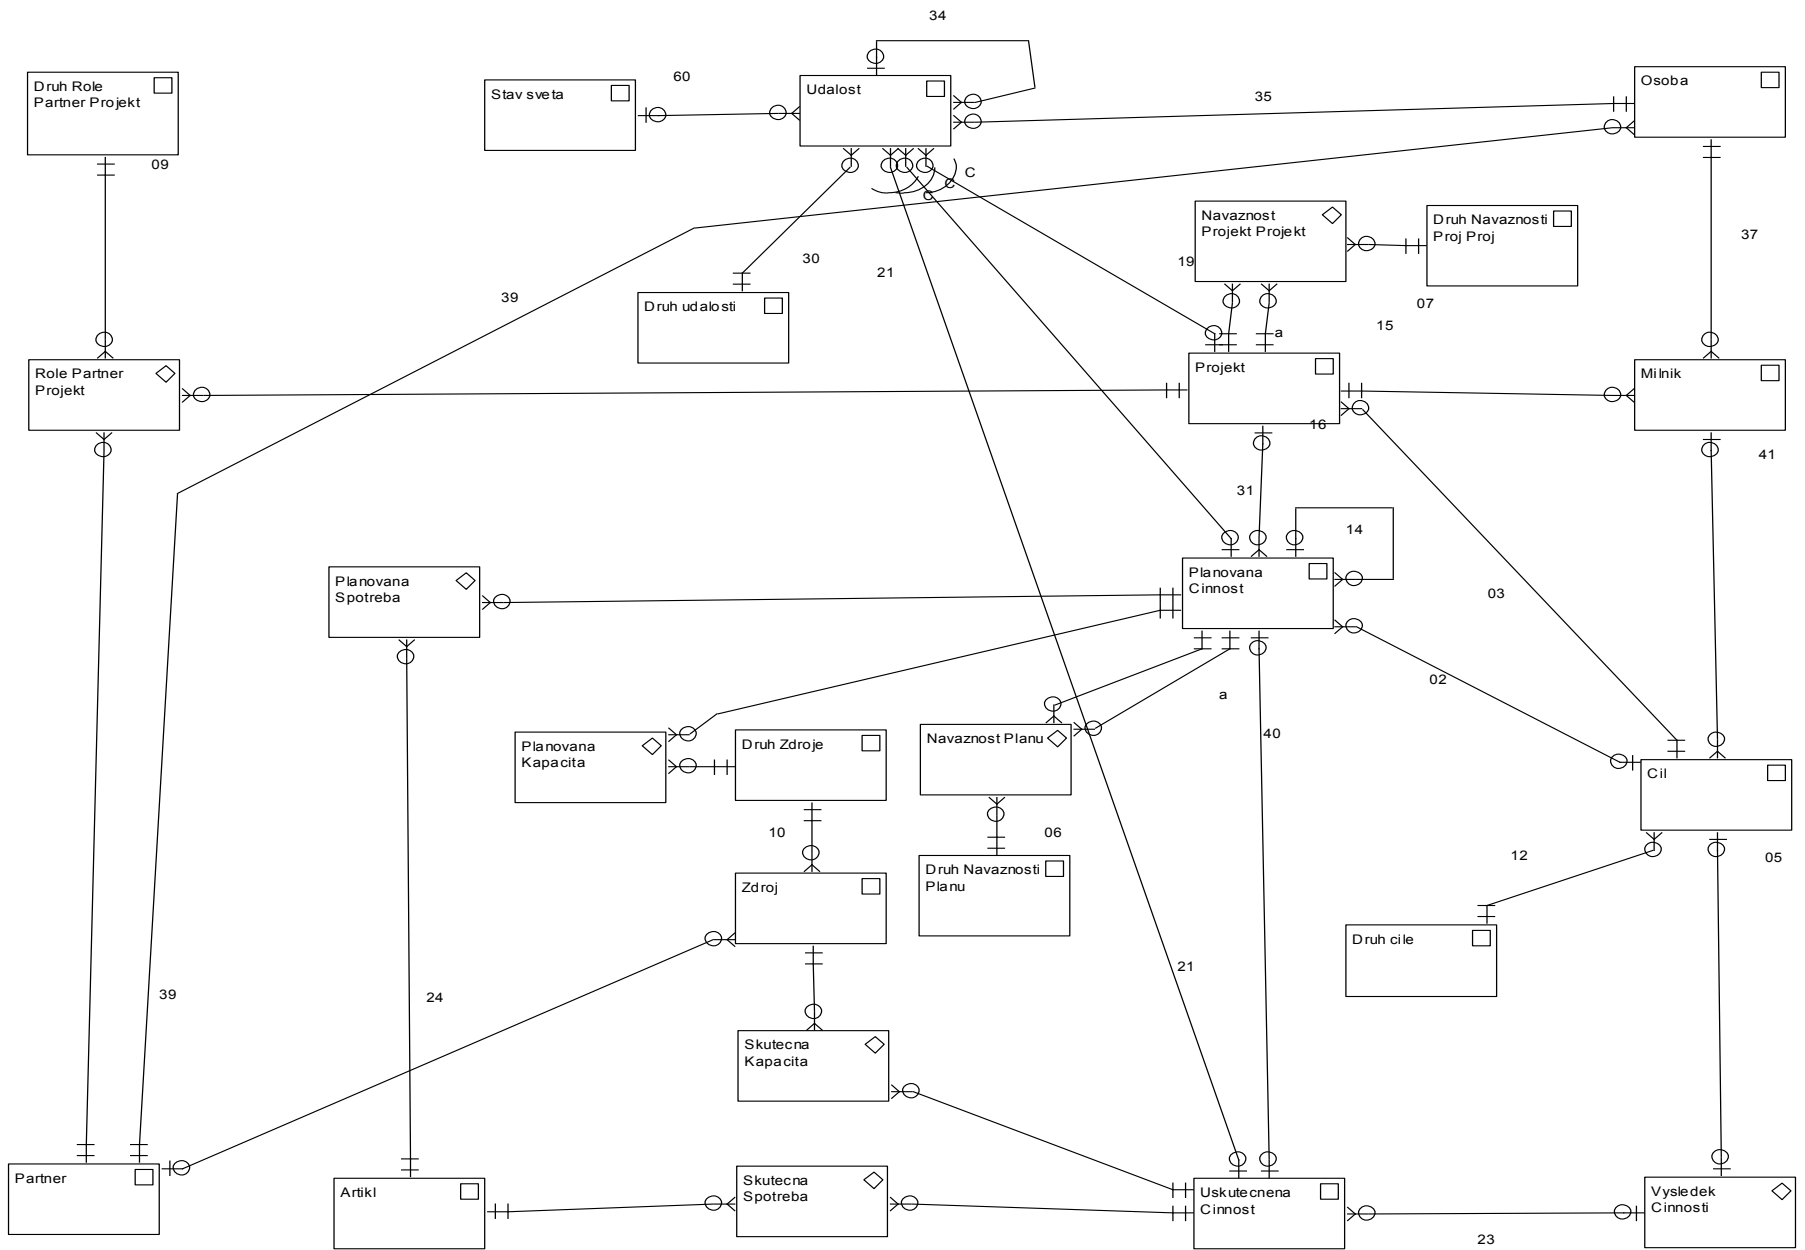 34
60
35
Druh Role
Partner Projekt
Stav sveta
Udalost
Osoba
09
C
C
C
Navaznost
Projekt Projekt
Druh Navaznosti
Proj Proj
37
30
21
19
39
Druh udalosti
07
15
a
Role Partner
Projekt
Projekt
Milnik
16
41
31
14
Planovana
Spotreba
Planovana
Cinnost
03
02
a
40
Planovana
Kapacita
Druh Zdroje
Navaznost Planu
Cil
10
06
12
05
Zdroj
Druh Navaznosti
Planu
Druh cile
21
39
24
Skutecna
Kapacita
Partner
Artikl
Skutecna
Spotreba
Uskutecnena
Cinnost
Vysledek
Cinnosti
23